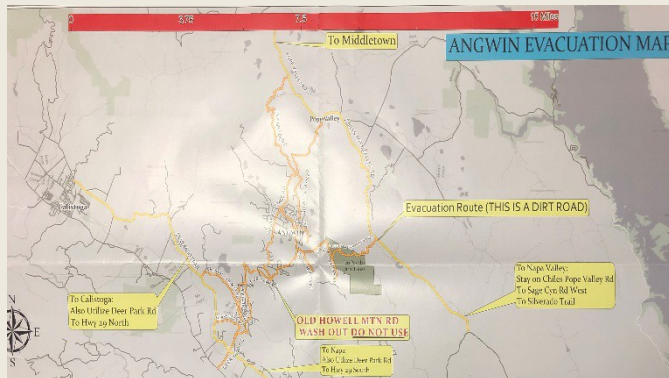 0 3.75 7.5 15 Miles
To Middletown
ANGWIN EVACUATION MAP
Pope Valley
Calistoga
Evacuation Route (THIS IS A DIRT ROAD)
ANGWIN
To Napa Valley:
Stay on Chiles Pope Valley Rd
To Sage Cyn Rd West
To Silverado Trail
To Calistoga:
Also Utilize Deer Park Rd
To Hwy 29 North
N
E
S
OLD HOWELL MTN RD
WASH OUT DO NOT USE
To Napa
Also Utilize Deer Park Rd
To Hwy 29 South